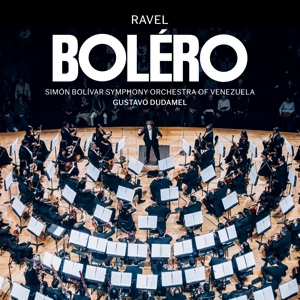 RAVEL
BOLÉRO
SIMÓN BOLÍVAR SYMPHONY ORCHESTRA OF VENEZUELA
GUSTAVO DUDAMEL